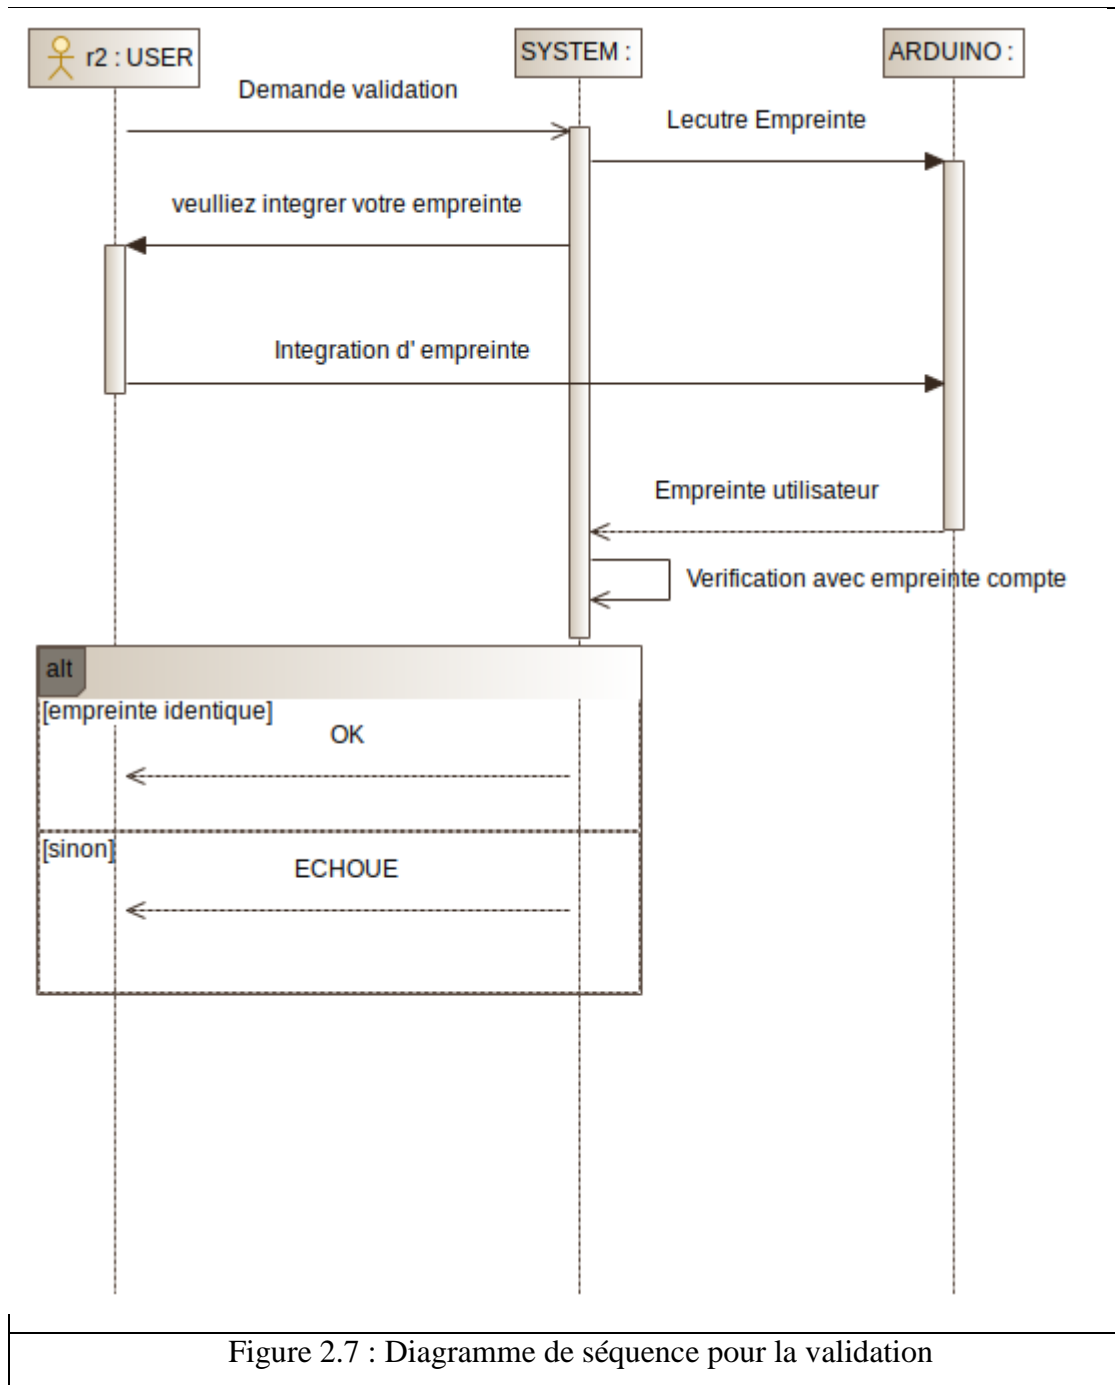 r2 : USER
SYSTEM :
ARDUINO :
Demande validation
Lecutre Empreinte
veulliez integrer votre empreinte
Integration d' empreinte
Empreinte utilisateur
Verification avec empreinte compte
alt
[empreinte identique]
OK
[sinon]
ECHOUE
Figure 2.7 : Diagramme de séquence pour la validation